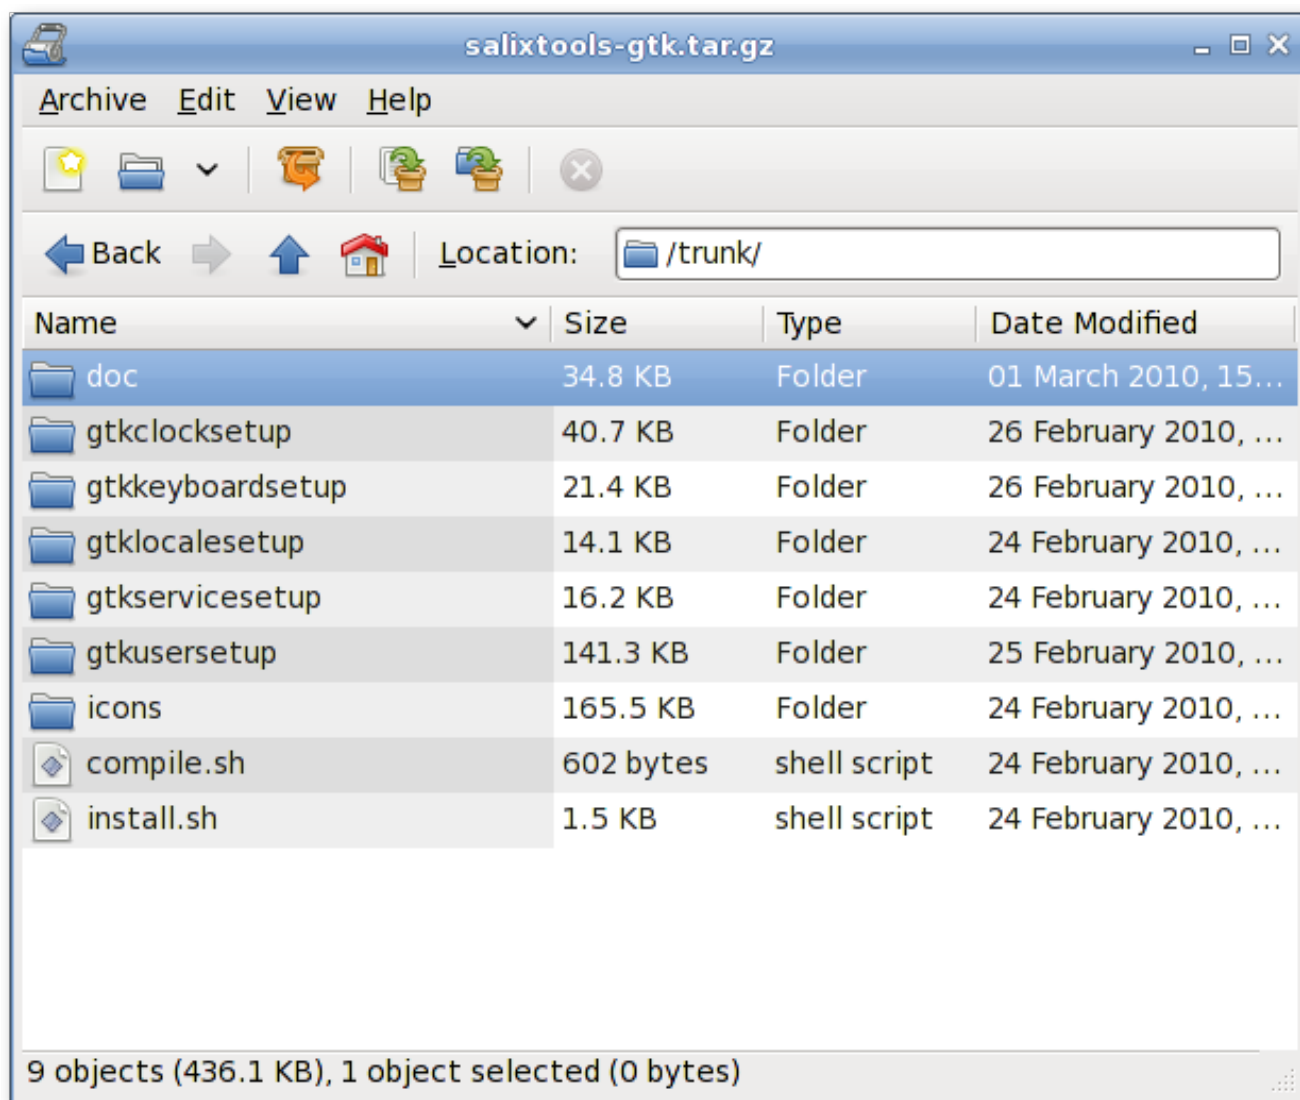 salixtools-gtk.tar.gz
Archive Edit View Help
Back Location: /trunk/
Name Size Type Date Modified
doc 34.8 KB Folder 01 March 2010, 15...
gtkclocksetup 40.7 KB Folder 26 February 2010, ...
gtkkeyboardsetup 21.4 KB Folder 26 February 2010, ...
gtklocalesetup 14.1 KB Folder 24 February 2010, ...
gtkservicesetup 16.2 KB Folder 24 February 2010, ...
gtkusersetup 141.3 KB Folder 25 February 2010, ...
icons 165.5 KB Folder 24 February 2010, ...
compile.sh 602 bytes shell script 24 February 2010, ...
install.sh 1.5 KB shell script 24 February 2010, ...
9 objects (436.1 KB), 1 object selected (0 bytes)